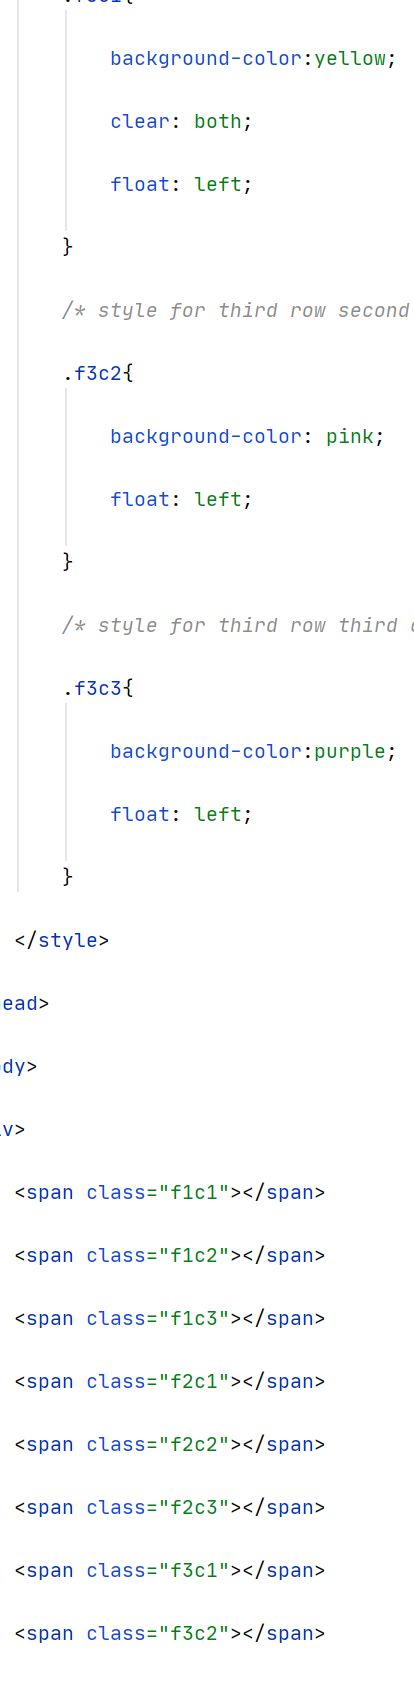 background-color:yellow;
clear: both;
float: left;
}
/* style for third row second
.f3c2{
background-color: pink;
float: left;
}
/* style for third row third
.f3c3{
background-color:purple;
float: left;
}
</style>
ead>
dy>
v>
<span class="f1c1"></span>
<span class="f1c2"></span>
<span class="f1c3"></span>
<span class="f2c1"></span>
<span class="f2c2"></span>
<span class="f2c3"></span>
<span class="f3c1"></span>
<span class="f3c2"></span>